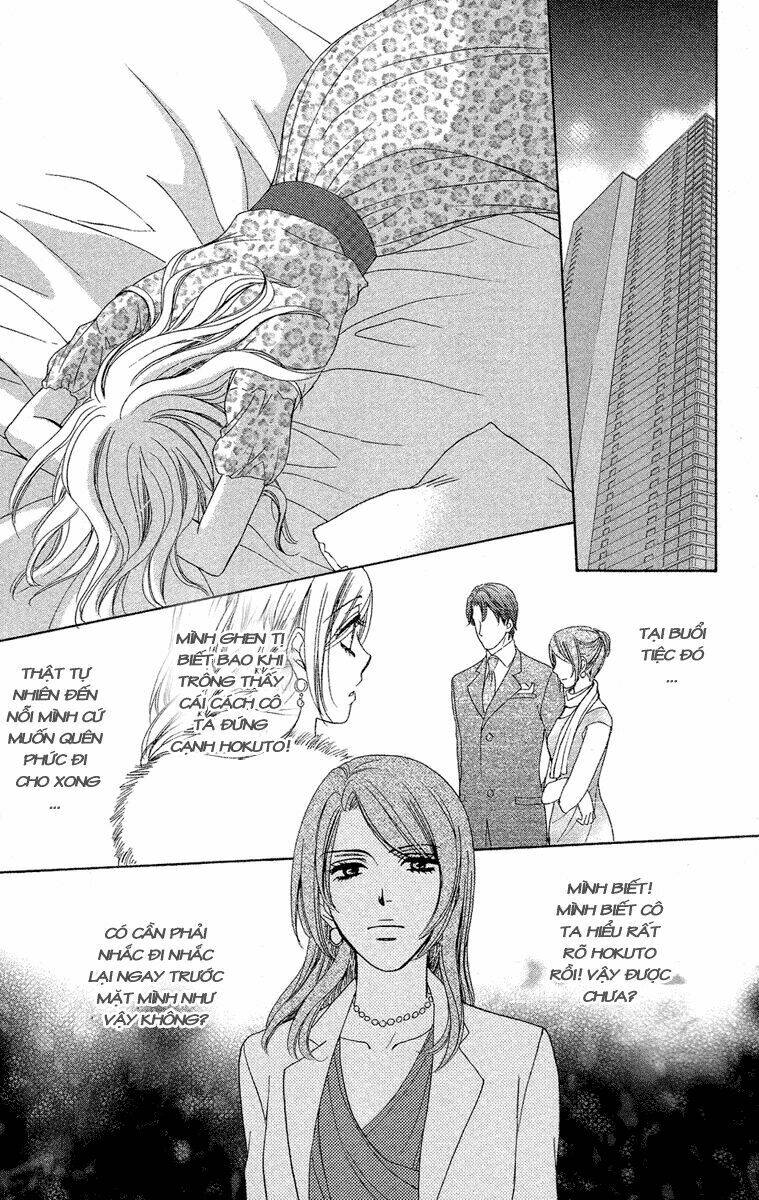 TẠI BUỔI
TIỆC ĐÓ
...
MÌNH GHEN TỊ
BIẾT BAO KHI
TRÔNG THẤY
CÁI CÁCH CÔ
TA ĐỨNG
CẠNH HOKUTO!
THẬT TỰ
NHIÊN ĐẾN
NỖI MÌNH CỨ
MUỐN QUÊN
PHỨC ĐI
CHO XONG
...
MÌNH BIẾT!
MÌNH BIẾT CÔ
TA HIỂU RẤT
RÕ HOKUTO
RỒI! VẬY ĐƯỢC
CHƯA?
CÓ CẦN PHẢI
NHẮC ĐI NHẮC
LẠI NGAY TRƯỚC
MẶT MÌNH NHƯ
VẬY KHÔNG?